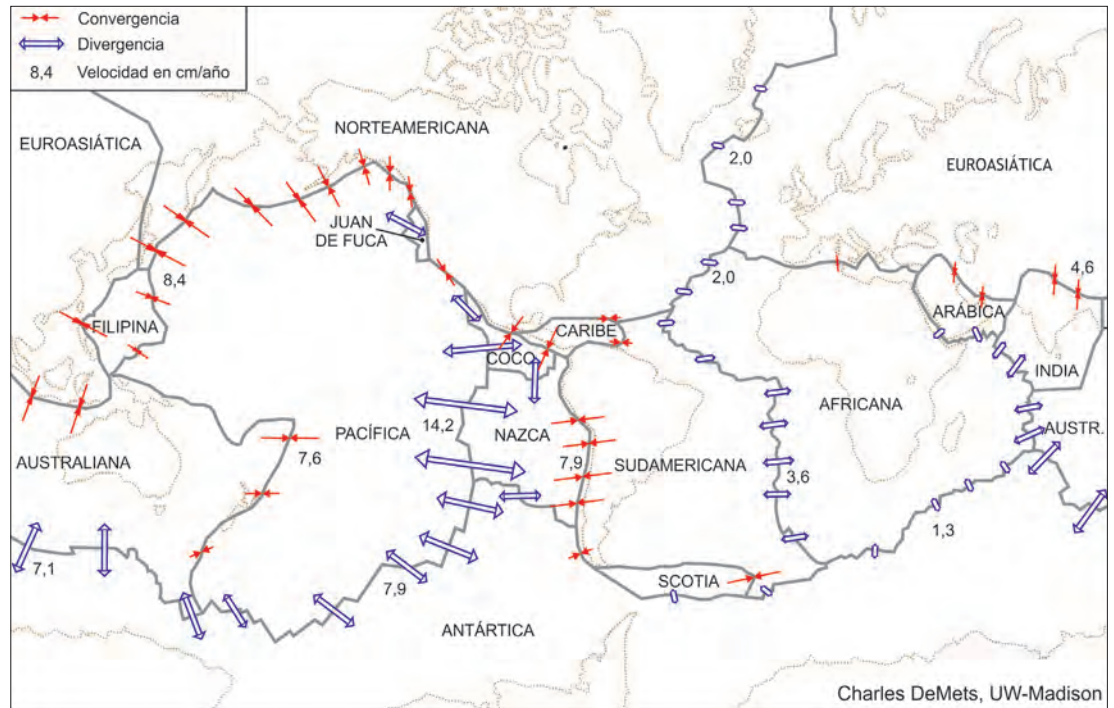 Convergencia
Divergencia
8,4 Velocidad en cm/año
NORTEAMERICANA
EUROASIÁTICA
2,0
EUROASIÁTICA
JUAN
DE FUCA
8,4
2,0
4,6
FILIPINA
CARIBE
ARÁBICA
COCO
INDIA
AFRICANA
PACÍFICA
14,2
NAZCA
AUSTR.
7,6
7,9
SUDAMERICANA
AUSTRALIANA
3,6
1,3
7,1
7,9
SCOTIA
ANTÁRTICA
Charles DeMets, UW-Madison